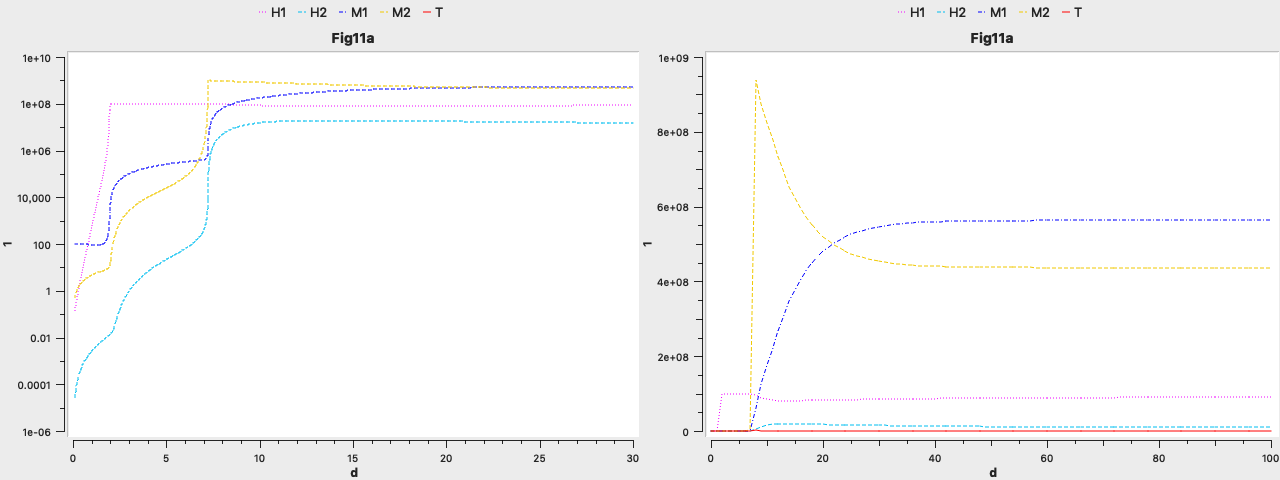 H1 H2 M1 M2 T
Fig11a
1e+10
1e+08
1e+06
10,000
100
1
0.01
0.0001
1e-06
1
0 5 10 15 20 25 30
d
H1 H2 M1 M2 T
Fig11a
1e+09
8e+08
6e+08
4e+08
2e+08
0
1
0 20 40 60 80 100
d